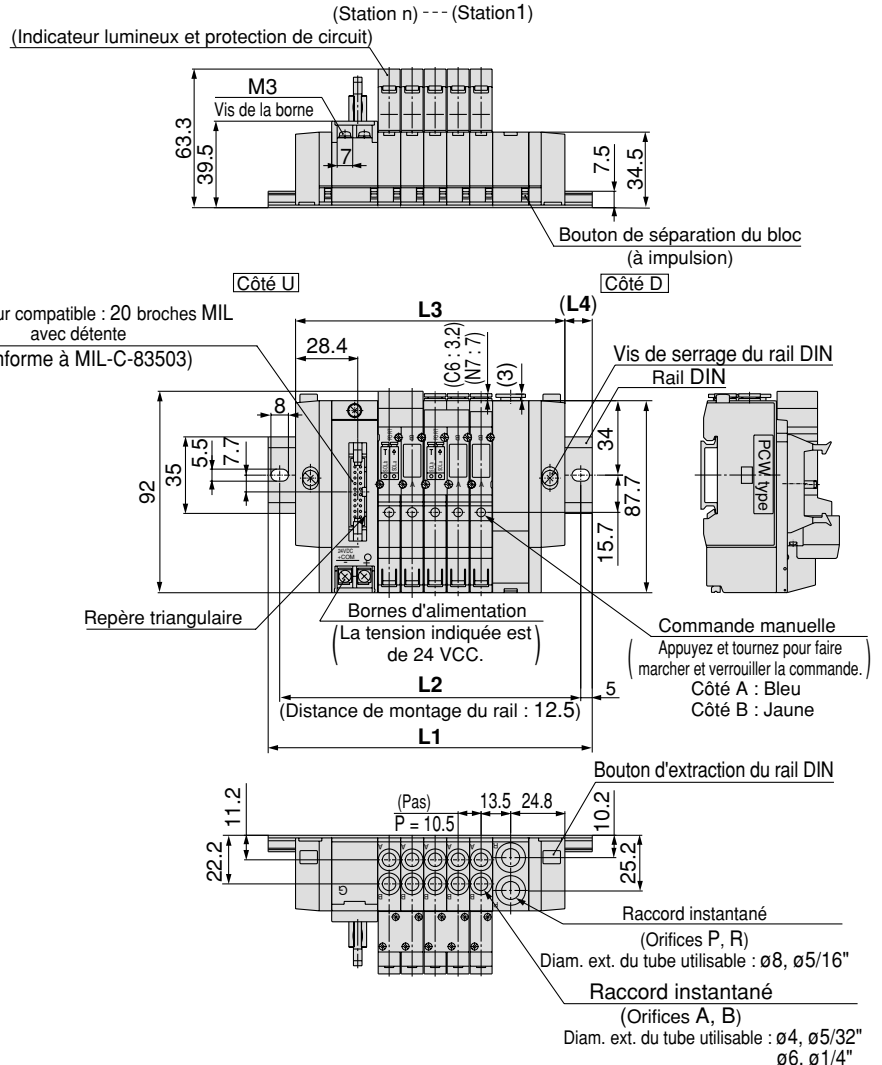 (Station n) --- (Station1)
(Indicateur lumineux et protection de circuit)
M3
Vis de la borne
63.3
39.5
7
7.5
34.5
Bouton de séparation du bloc
(à impulsion)
Côté U
Côté D
ur compatible : 20 broches MIL
avec détente
nforme à MIL-C-83503)
L3
(L4)
28.4
(C6 : 3.2)
(N7 : 7)
(3)
Vis de serrage du rail DIN
Rail DIN
8
5.5
7.7
35
92
34
87.7
15.7
PCW type
24VDC
+COM
- +
Repère triangulaire
Bornes d'alimentation
(La tension indiquée est
de 24 VCC.)
Commande manuelle
(Appuyez et tournez pour faire
marcher et verrouiller la commande.)
Côté A : Bleu
Côté B : Jaune
L2
5
(Distance de montage du rail : 12.5)
L1
Bouton d'extraction du rail DIN
(Pas)
P = 10.5
13.5
24.8
11.2
22.2
10.2
25.2
G
Raccord instantané
(Orifices P, R)
Diam. ext. du tube utilisable : ø8, ø5/16"
Raccord instantané
(Orifices A, B)
Diam. ext. du tube utilisable : ø4, ø5/32"
ø6, ø1/4"